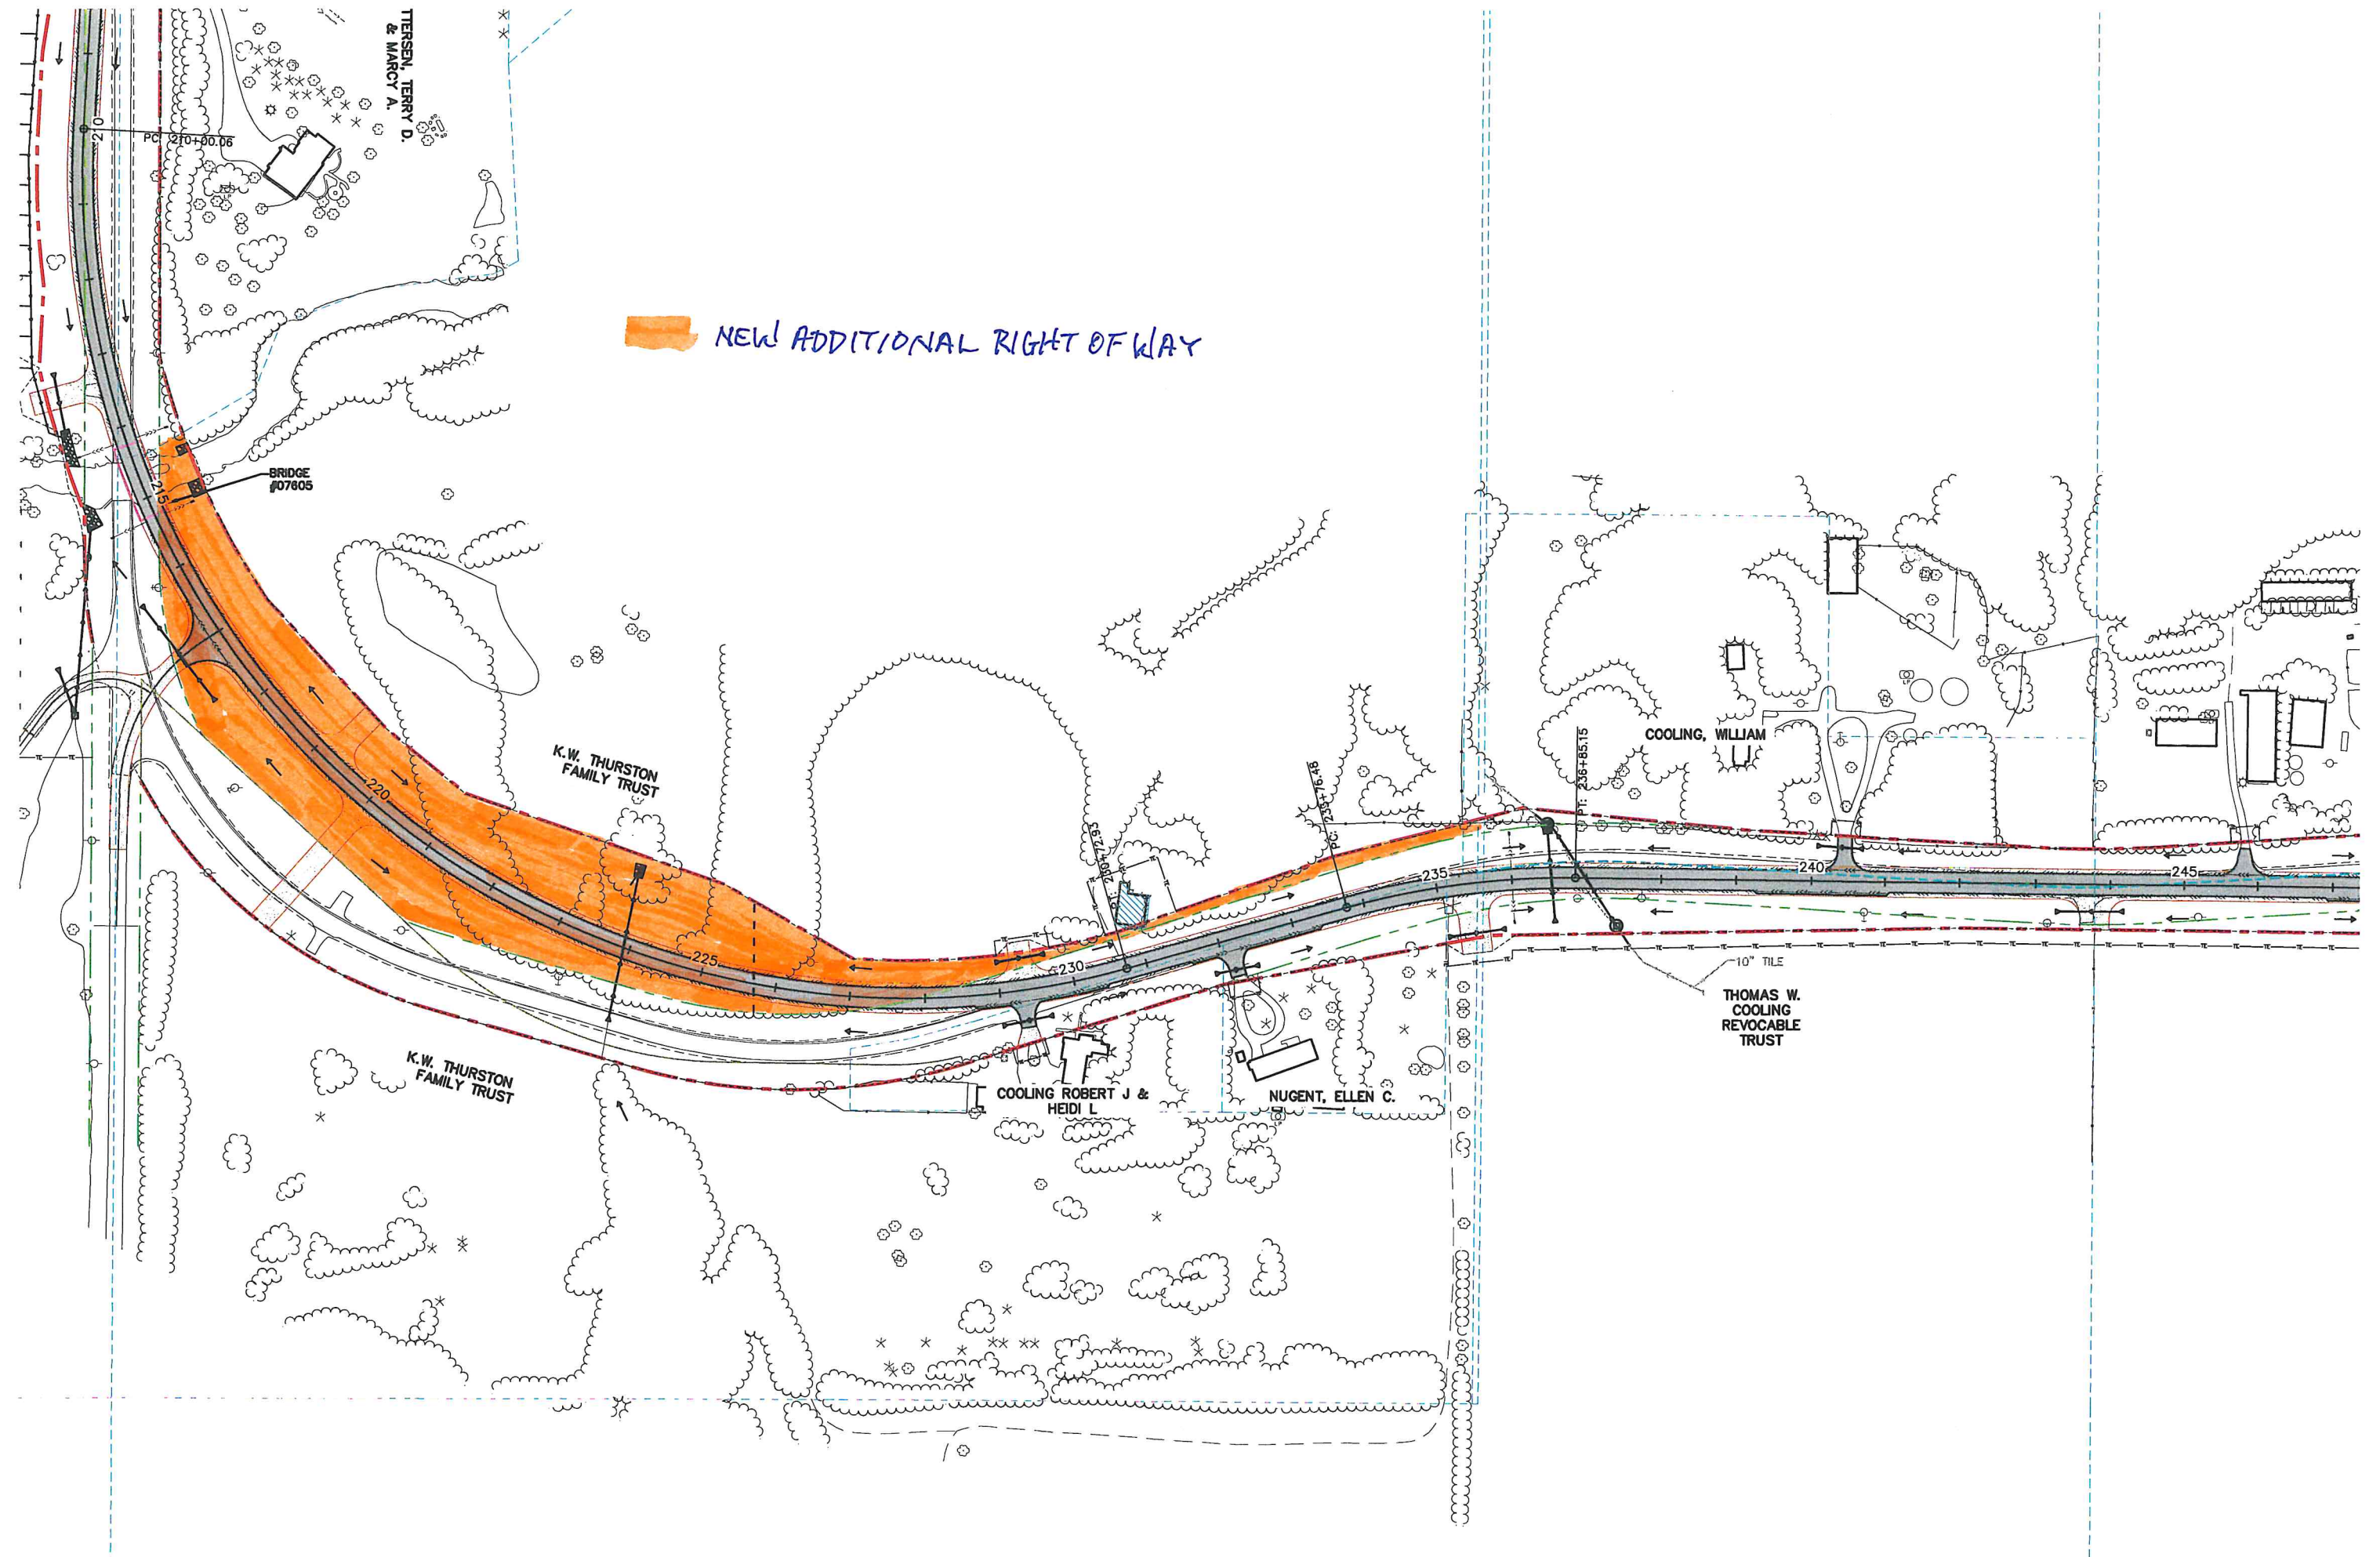 TTERSEN, TERRY D.
& MARCY A.
210
PC: 210+00.06
NEW ADDITIONAL RIGHT OF WAY
BRIDGE
#07605
215
220
K.W. THURSTON
FAMILY TRUST
225
230
235
PC: 233+76.48
PT: 236+85.15
COOLING, WILLIAM
240
245
10" TILE
THOMAS W.
COOLING
REVOCABLE
TRUST
K.W. THURSTON
FAMILY TRUST
COOLING ROBERT J &
HEIDI L
NUGENT, ELLEN C.